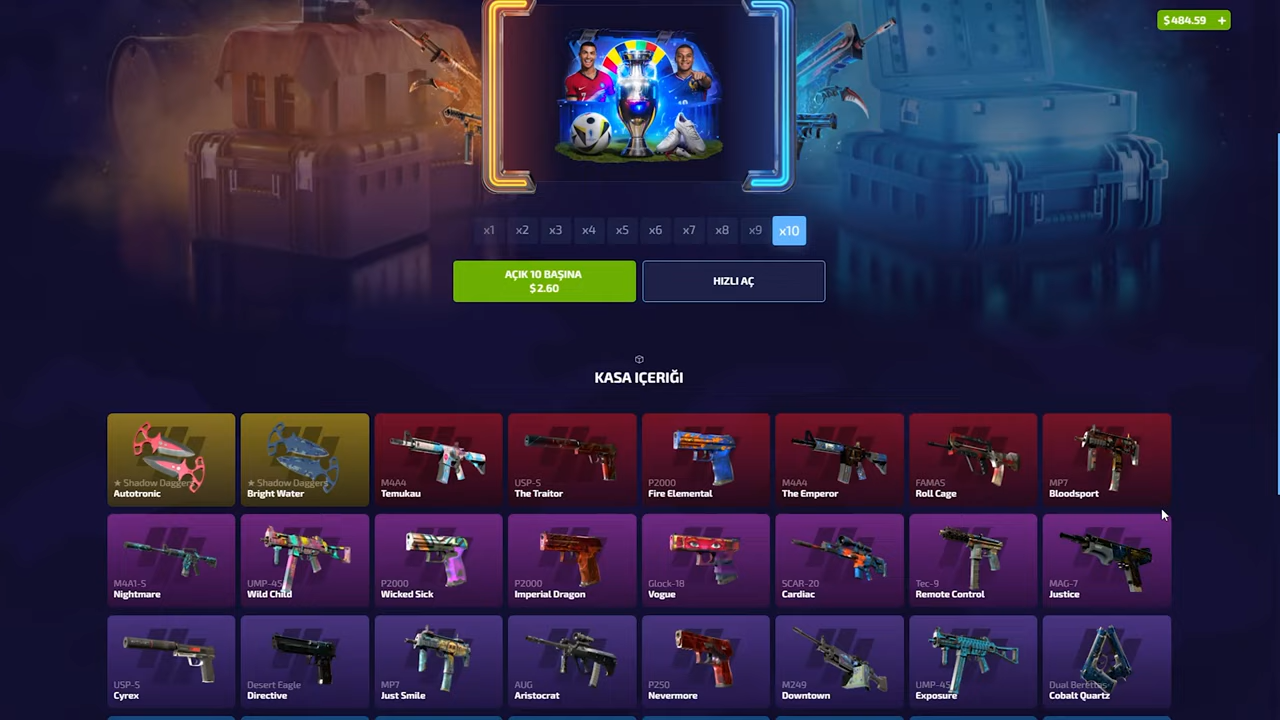 $484.59 +
x1 x2 x3 x4 x5 x6 x7 x8 x9 x10
AÇIK 10 BAŞINA
$2.60
HIZLI AÇ
KASA IÇERIĞI
★ Shadow Daggers
Autotronic
★ Shadow Daggers
Bright Water
M4A4
Temukau
USP-S
The Traitor
P2000
Fire Elemental
M4A4
The Emperor
FAMAS
Roll Cage
MP7
Bloodsport
M4A1-S
Nightmare
UMP-45
Wild Child
P2000
Wicked Sick
P2000
Imperial Dragon
Glock-18
Vogue
SCAR-20
Cardiac
Tec-9
Remote Control
MAG-7
Justice
USP-S
Cyrex
Desert Eagle
Directive
MP7
Just Smile
AUG
Aristocrat
P250
Nevermore
M249
Downtown
UMP-45
Exposure
Dual Berettas
Cobalt Quartz